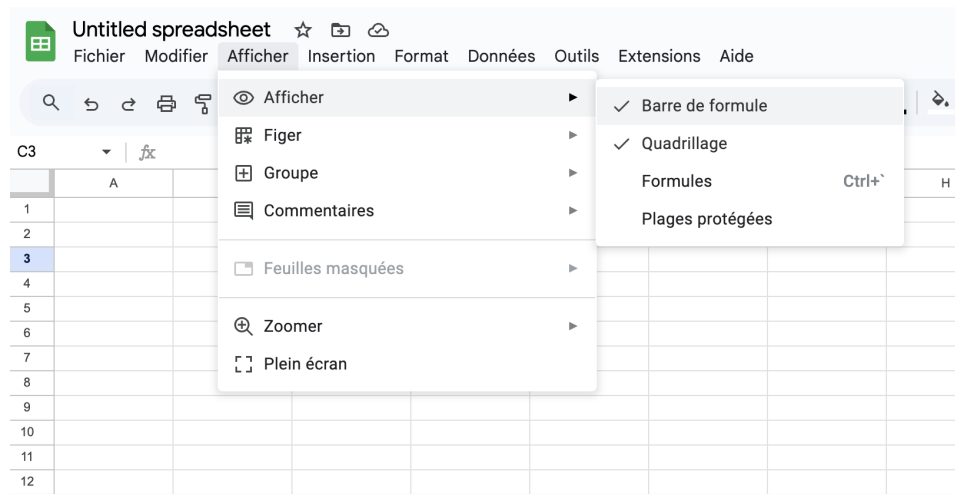 Untitled spreadsheet
Fichier Modifier Afficher Insertion Format Données Outils Extensions Aide
Afficher
Barre de formule
Figer
Quadrillage
Groupe
Formules Ctrl+`
Commentaires
Plages protégées
Feuilles masquées
Zoomer
Plein écran
C3 fx
A H
1
2
3
4
5
6
7
8
9
10
11
12